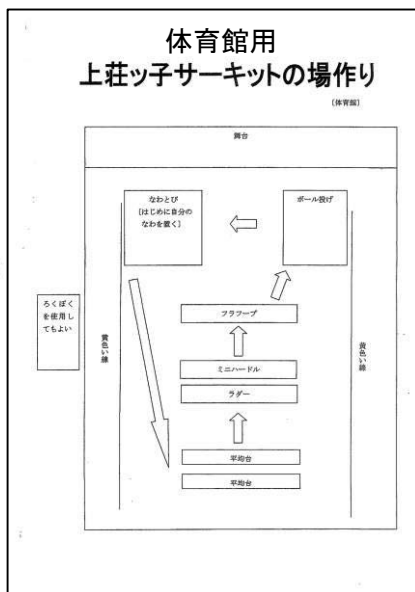 体育館用
上荘ッ子サーキットの場作り
(体育館)
舞台
なわとび
[はじめに自分の
なわを置く]
ボール投げ
ろくぼく
を使用し
てもよい
黄色い線
フラフープ
ミニハードル
ラダー
黄色い線
平均台
平均台